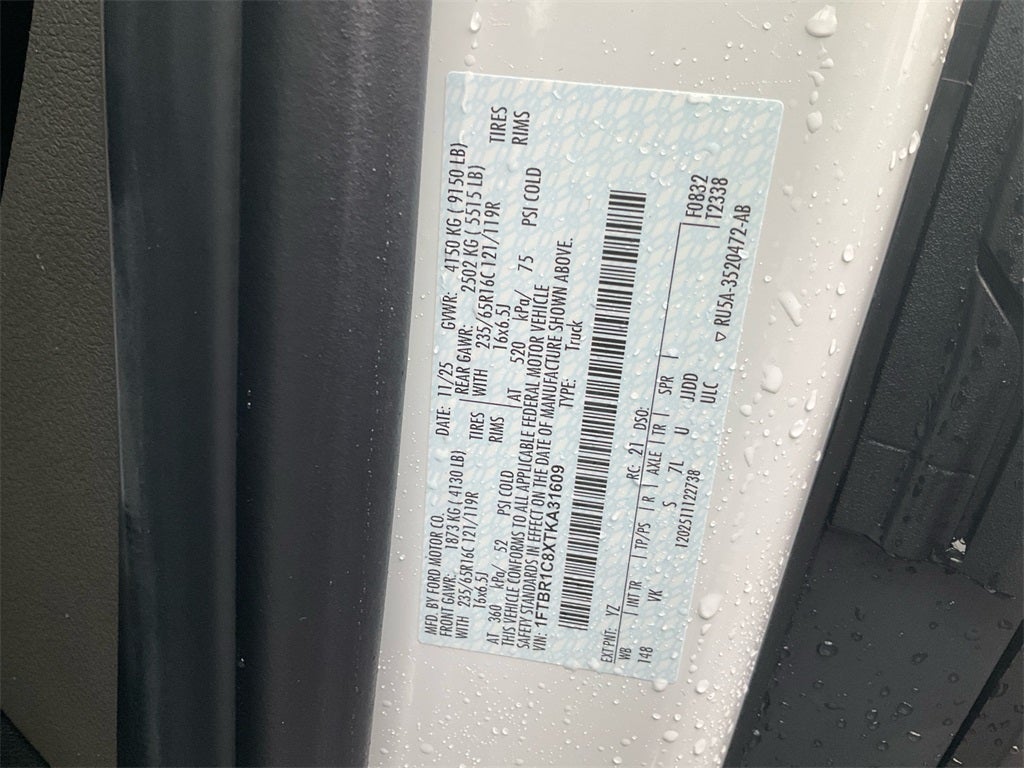 MFD. BY FORD MOTOR CO.
DATE: 11/25 GVWR: 4150 KG ( 9150 LB)
FRONT GAWR: 1873 KG ( 4130 LB)
REAR GAWR: 2502 KG ( 5515 LB)
WITH 235/65R16C 121/119R TIRES
WITH 235/65R16C 121/119R TIRES
16x6.5J RIMS
16x6.5J RIMS
AT 360 kPa/ 52 PSI COLD
AT 520 kPa/ 75 PSI COLD
THIS VEHICLE CONFORMS TO ALL APPLICABLE FEDERAL MOTOR VEHICLE
SAFETY STANDARDS IN EFFECT ON THE DATE OF MANUFACTURE SHOWN ABOVE.
VIN: 1FTBR1C8XTKA31609
TYPE: Truck
EXT PNT: YZ RC: 21 DSO: F0832
T2338
WB INT TR TP/PS R AXLE TR SPR
148 VK S 7L U JJDD
1202511122738 ULC
▽ RU5A-3520472-AB